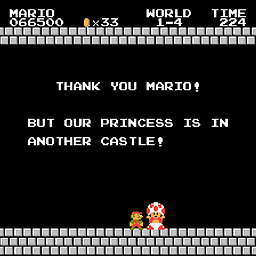 MARIO WORLD TIME
066500 ×33 1-4 224
THANK YOU MARIO!
BUT OUR PRINCESS IS IN
ANOTHER CASTLE!